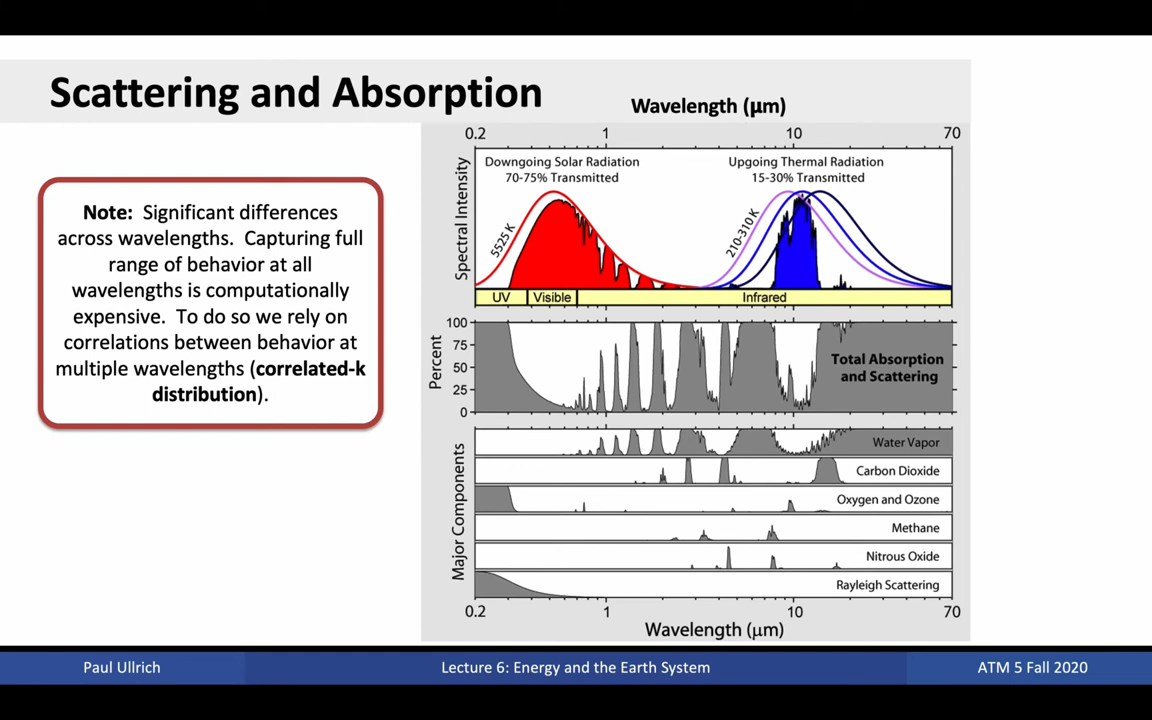 Scattering and Absorption
Note: Significant differences
across wavelengths. Capturing full
range of behavior at all
wavelengths is computationally
expensive. To do so we rely on
correlations between behavior at
multiple wavelengths (correlated-k
distribution).
Wavelength (μm)
0.2 1 10 70
Spectral Intensity
Downgoing Solar Radiation
70-75% Transmitted
Upgoing Thermal Radiation
15-30% Transmitted
5525 K
210-310 K
UV Visible Infrared
Percent
100
75
50
25
0
Total Absorption
and Scattering
Major Components
Water Vapor
Carbon Dioxide
Oxygen and Ozone
Methane
Nitrous Oxide
Rayleigh Scattering
0.2 1 10 70
Wavelength (μm)
Paul Ullrich
Lecture 6: Energy and the Earth System
ATM 5 Fall 2020